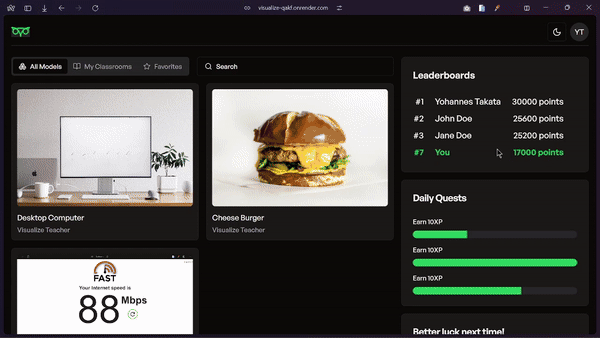 visualize-qakf.onrender.com
YT
All Models
My Classrooms
Favorites
Search
Desktop Computer
Visualize Teacher
Cheese Burger
Visualize Teacher
FAST
Your Internet speed is
88 Mbps
Leaderboards
#1 Yohannes Takata 30000 points
#2 John Doe 25600 points
#3 Jane Doe 25200 points
#7 You 17000 points
Daily Quests
Earn 10XP
Earn 10XP
Earn 10XP
Better luck next time!